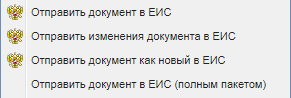 Отправить документ в ЕИС
Отправить изменения документа в ЕИС
Отправить документ как новый в ЕИС
Отправить документ в ЕИС (полным пакетом)